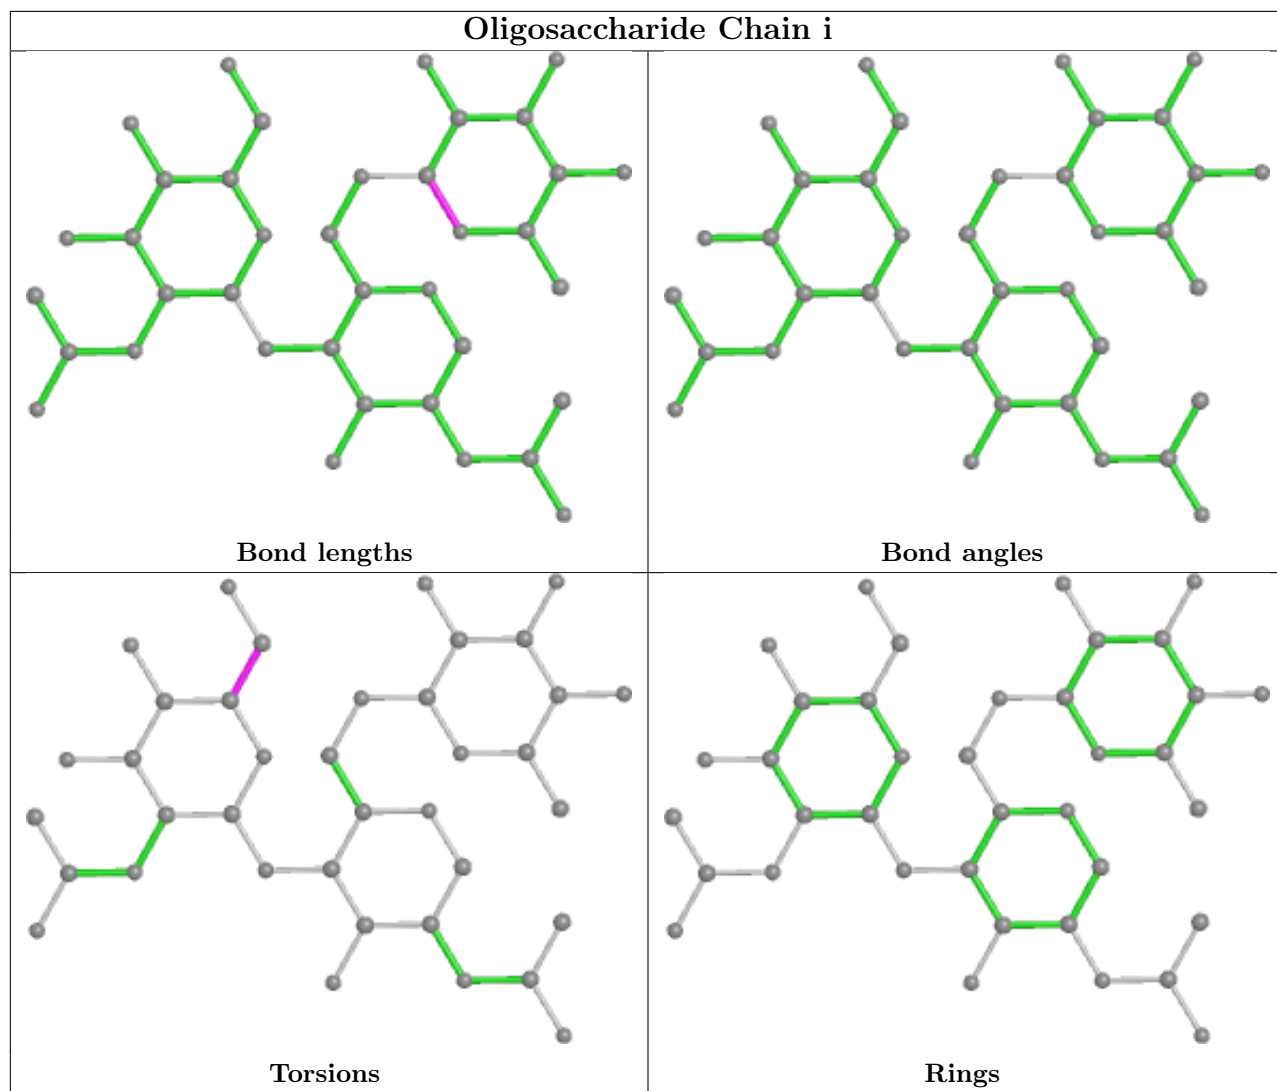 Oligosaccharide Chain i
Bond lengths
Bond angles
Torsions
Rings